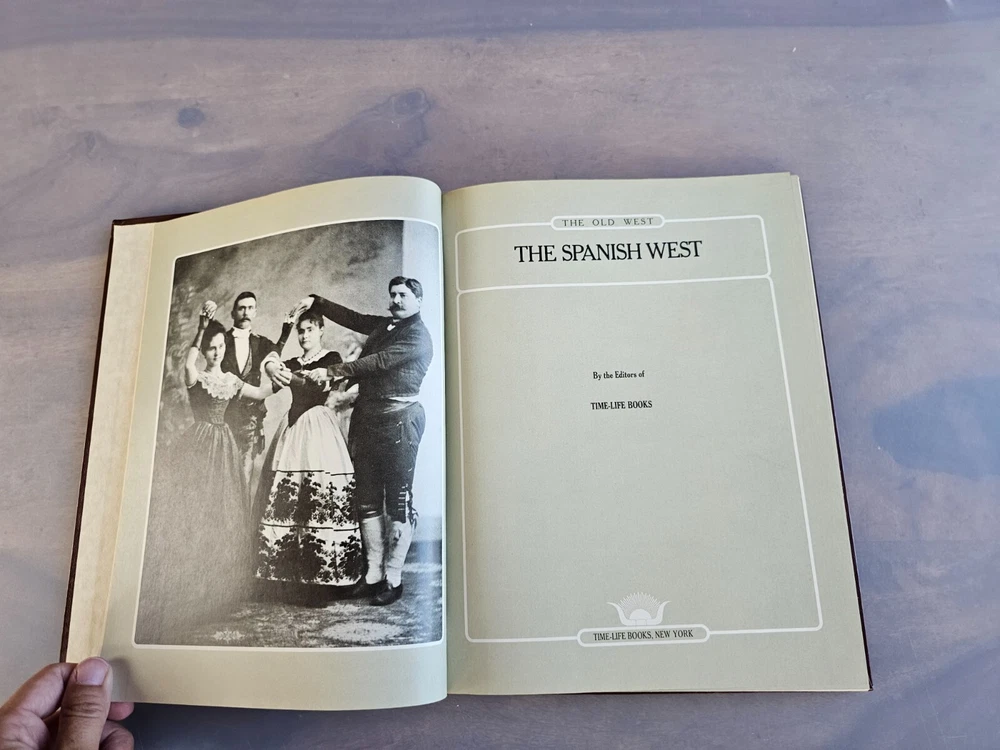 THE OLD WEST
THE SPANISH WEST
By the Editors of
TIME-LIFE BOOKS
TIME-LIFE BOOKS, NEW YORK